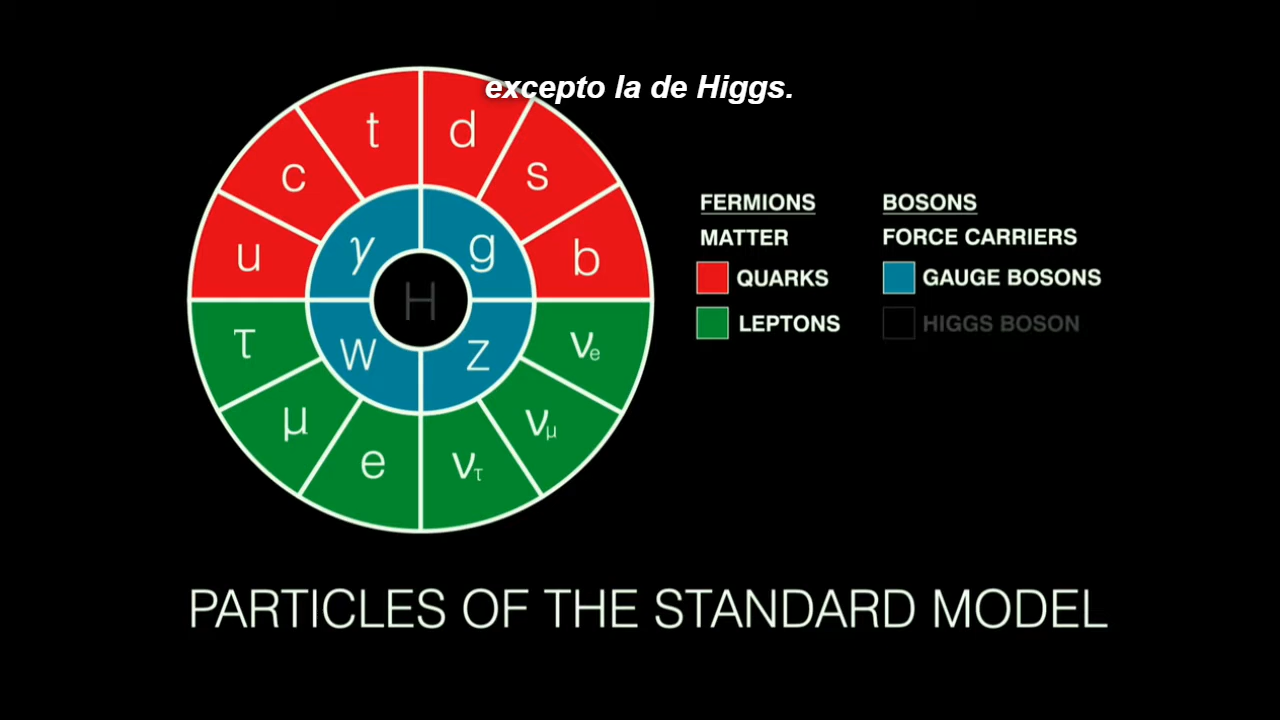 excepto la de Higgs.
t d
c s
u γ g b
H
τ W Z νe
μ νμ
e ντ
FERMIONS BOSONS
MATTER FORCE CARRIERS
QUARKS GAUGE BOSONS
LEPTONS HIGGS BOSON
PARTICLES OF THE STANDARD MODEL